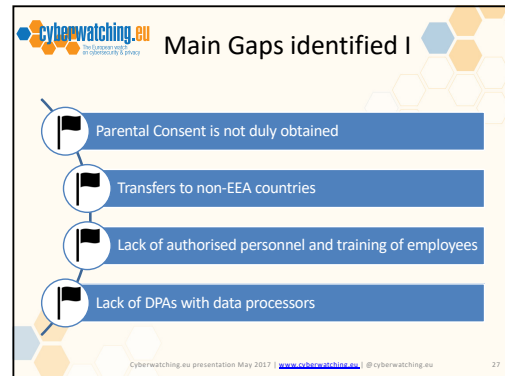 cyberwatching.eu
The European watch
on cybersecurity & privacy
Main Gaps identified I
Parental Consent is not duly obtained
Transfers to non-EEA countries
Lack of authorised personnel and training of employees
Lack of DPAs with data processors
Cyberwatching.eu presentation May 2017 | www.cyberwatching.eu | @cyberwatching.eu 27